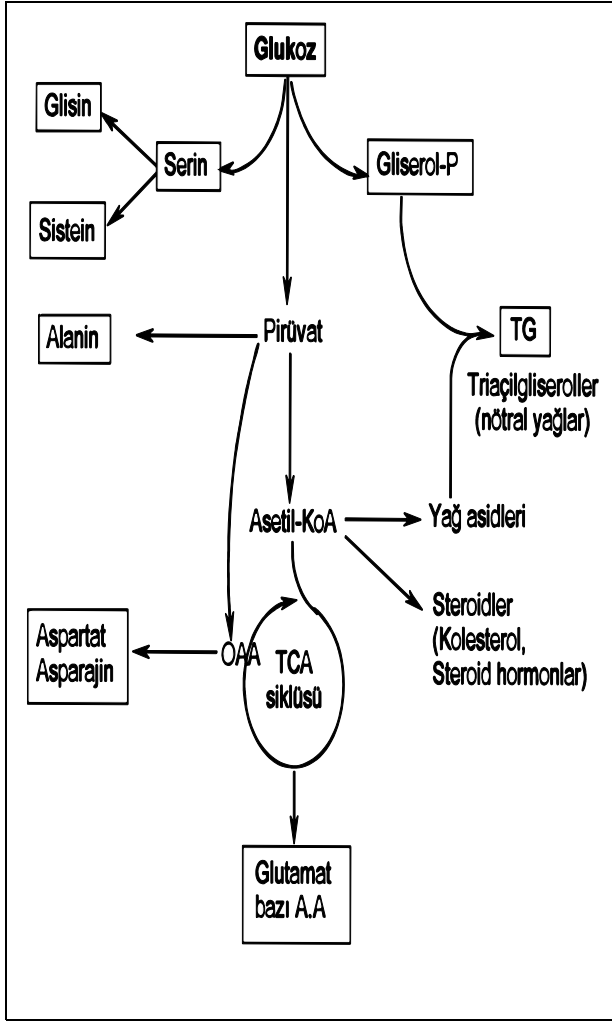 Glukoz
Glisin
Serin
Gliserol-P
Sistein
Alanin
Pirüvat
TG
Triaçilgliseroller
(nötral yağlar)
Asetil-KoA
Yağ asidleri
Steroidler
(Kolesterol,
Steroid hormonlar)
Aspartat
Asparajin
OAA
TCA
siklüsü
Glutamat
bazı A.A